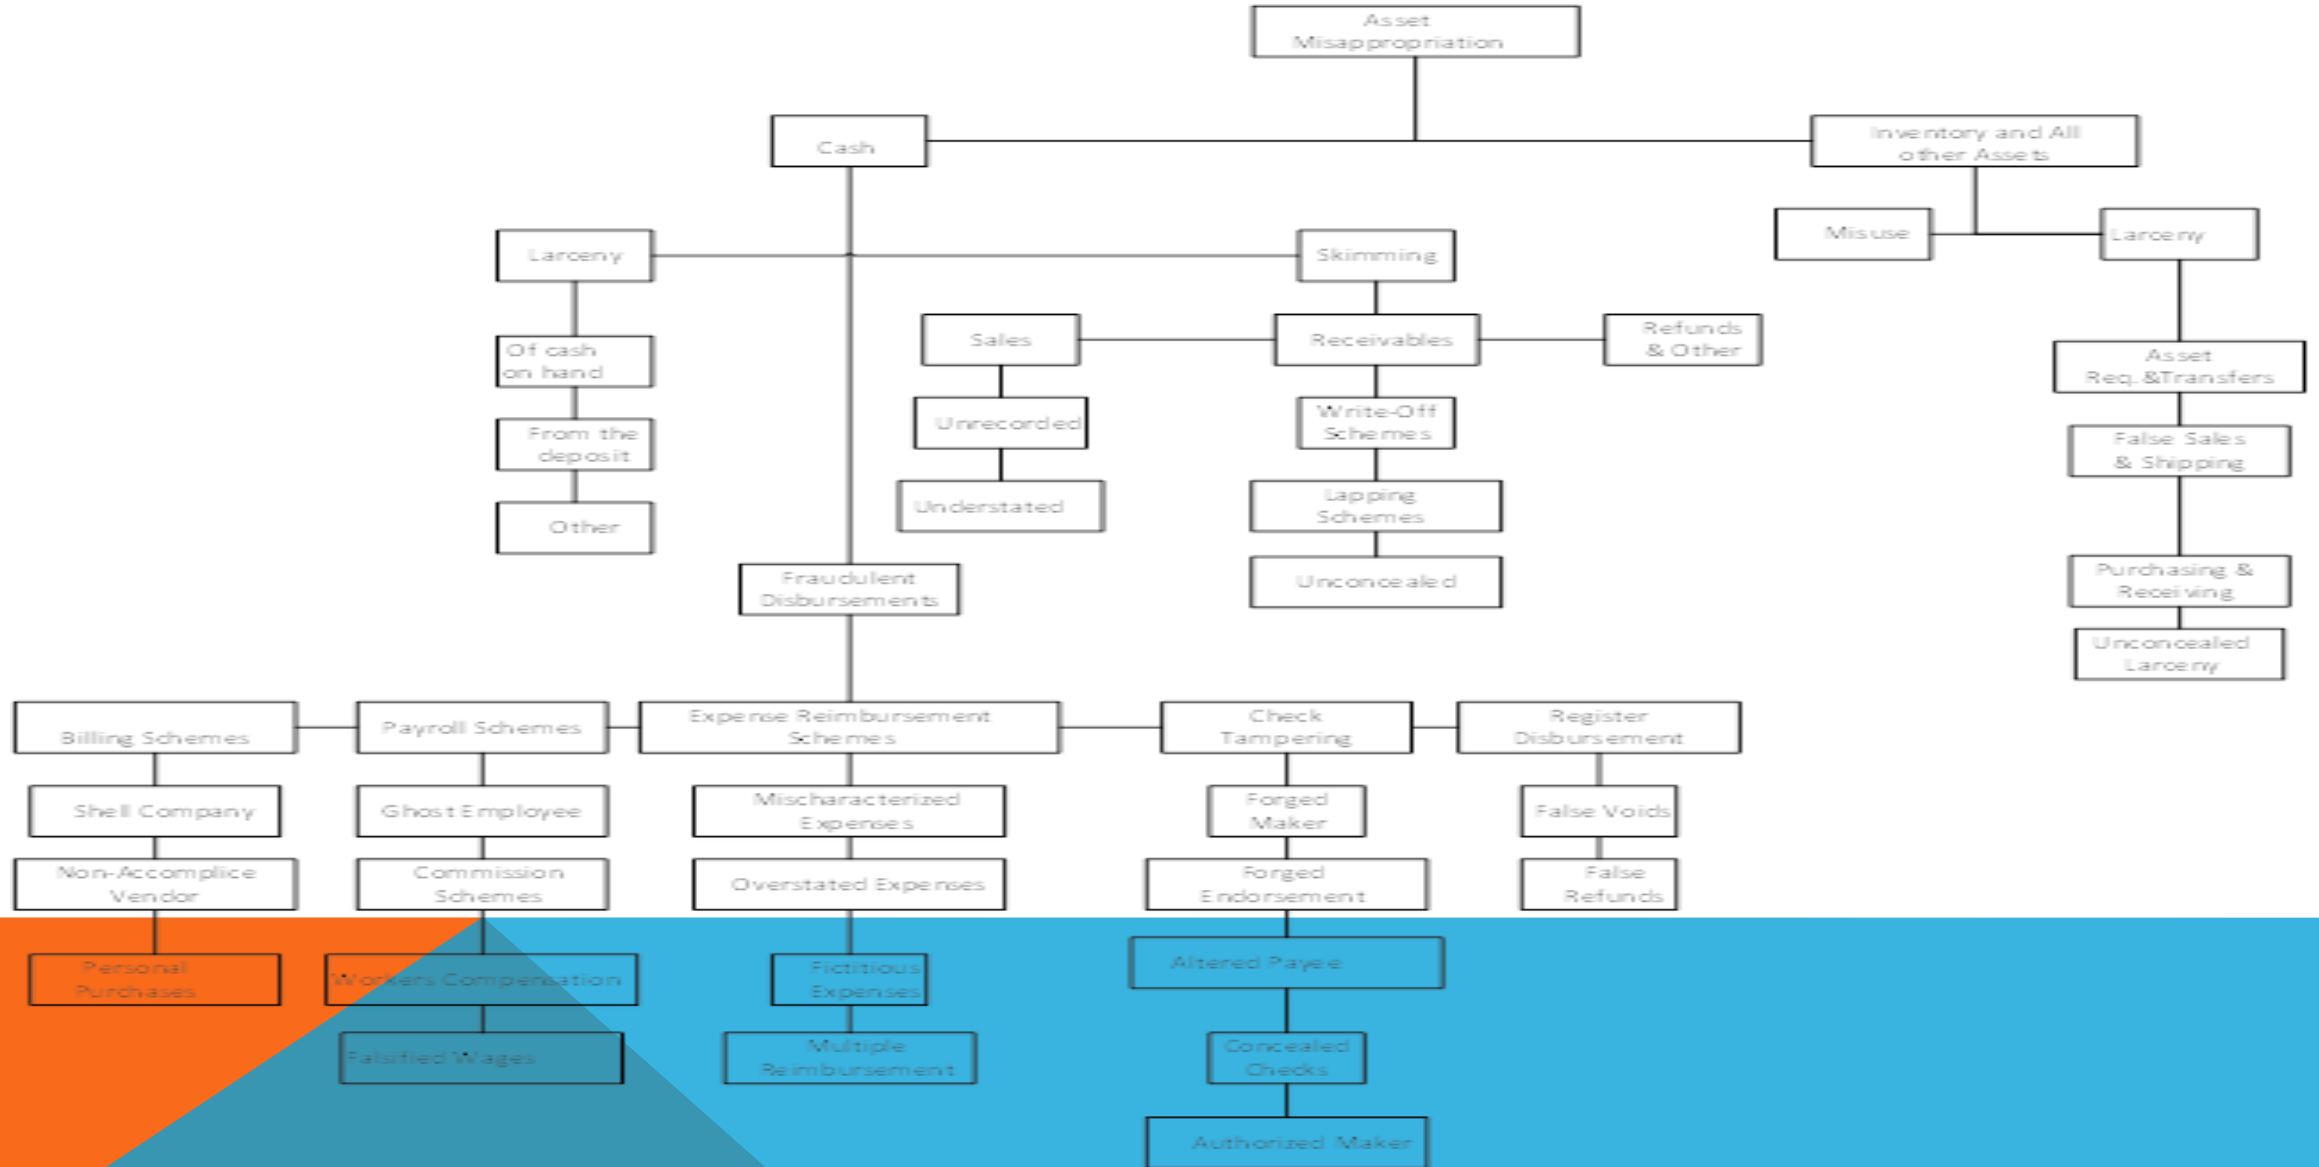 Asset
Misappropriation
Cash
Inventory and All
other Assets
Misuse
Larceny
Larceny
Skimming
Sales
Receivables
Refunds
& Other
Of cash
on hand
Asset
Req.&Transfers
Unrecorded
Write-Off
Schemes
From the
deposit
False Sales
& Shipping
Understated
Lapping
Schemes
Other
Fraudulent
Disbursements
Unconcealed
Purchasing &
Receiving
Unconcealed
Larceny
Billing Schemes
Payroll Schemes
Expense Reimbursement
Schemes
Check
Tampering
Register
Disbursement
Shell Company
Ghost Employee
Mischaracterized
Expenses
Forged
Maker
False Voids
Non-Accomplice
Vendor
Commission
Schemes
Overstated Expenses
Forged
Endorsement
False
Refunds
Personal
Purchases
Workers Compensation
Fictitious
Expenses
Altered Payee
Falsified Wages
Multiple
Reimbursement
Concealed
Checks
Authorized Maker